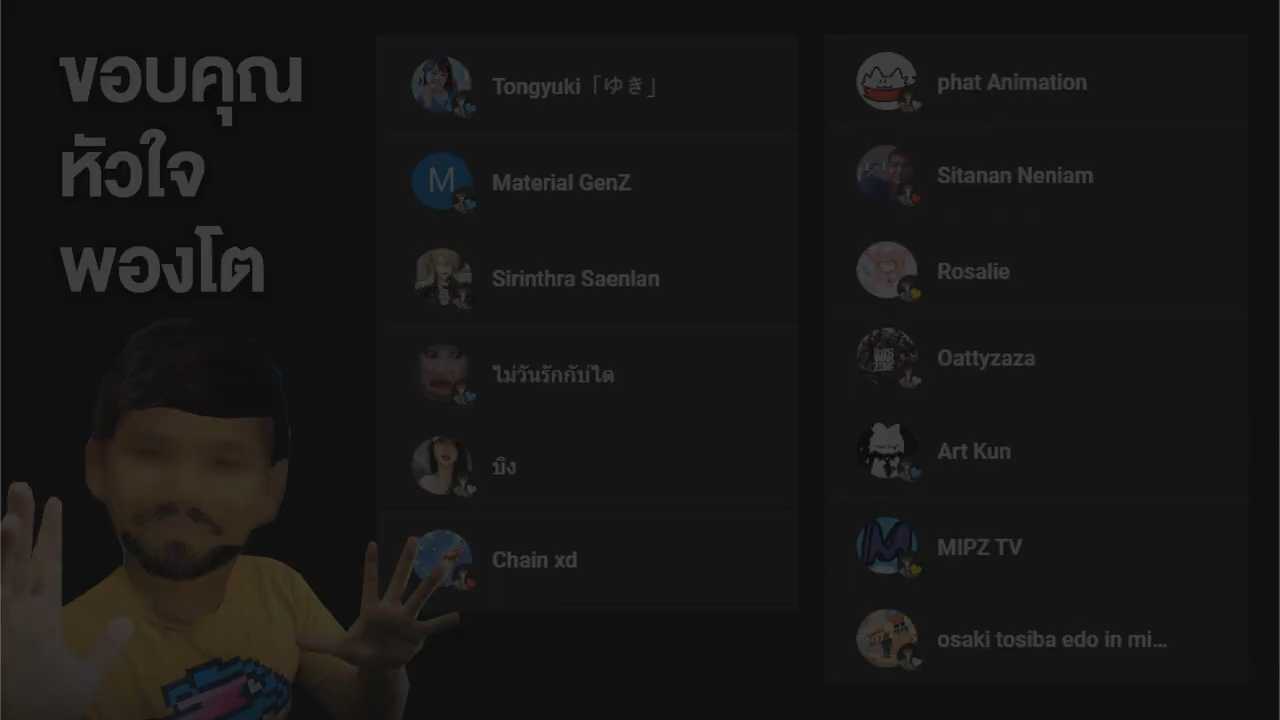 ขอบคุณ
หัวใจ
พองโต
Tongyuki「ゆき」
M
Material GenZ
Sirinthra Saenlan
ไม่วันรักกับได
บิง
Chain xd
phat Animation
Sitanan Neniam
Rosalie
Oattyzaza
Art Kun
MIPZ TV
osaki tosiba edo in mi...